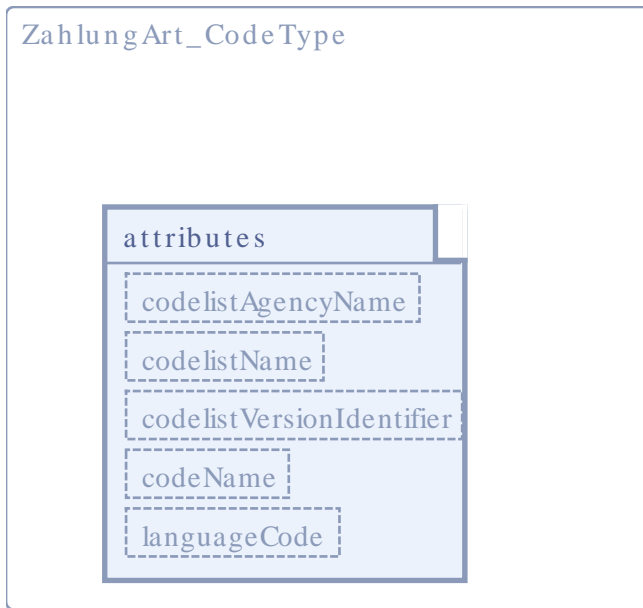 ZahlungArt_CodeType
attributes
codelistAgencyName
codelistName
codelistVersionIdentifier
codeName
languageCode